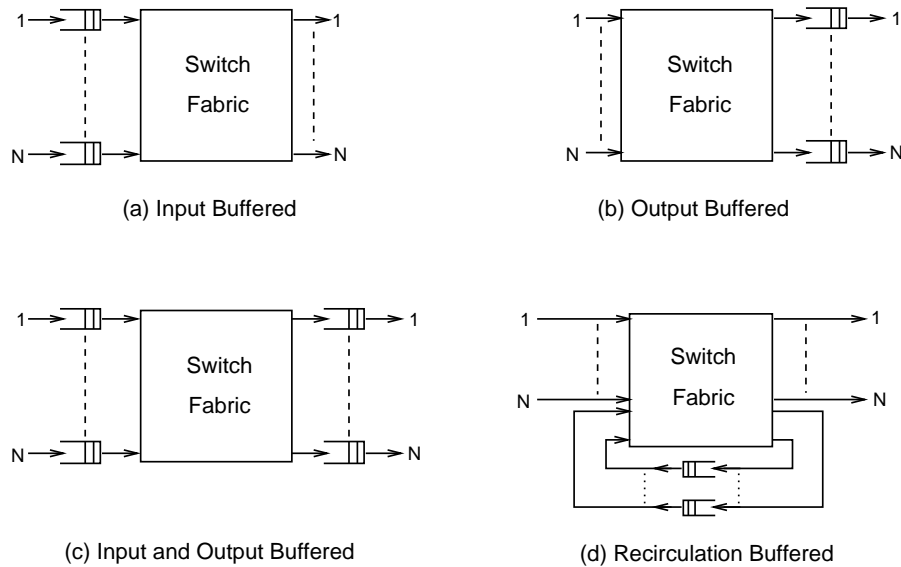 1
1
Switch
Fabric
N
N
(a) Input Buffered
1
1
Switch
Fabric
N
N
(b) Output Buffered
1
1
Switch
Fabric
N
N
(c) Input and Output Buffered
1
1
Switch
Fabric
N
N
(d) Recirculation Buffered